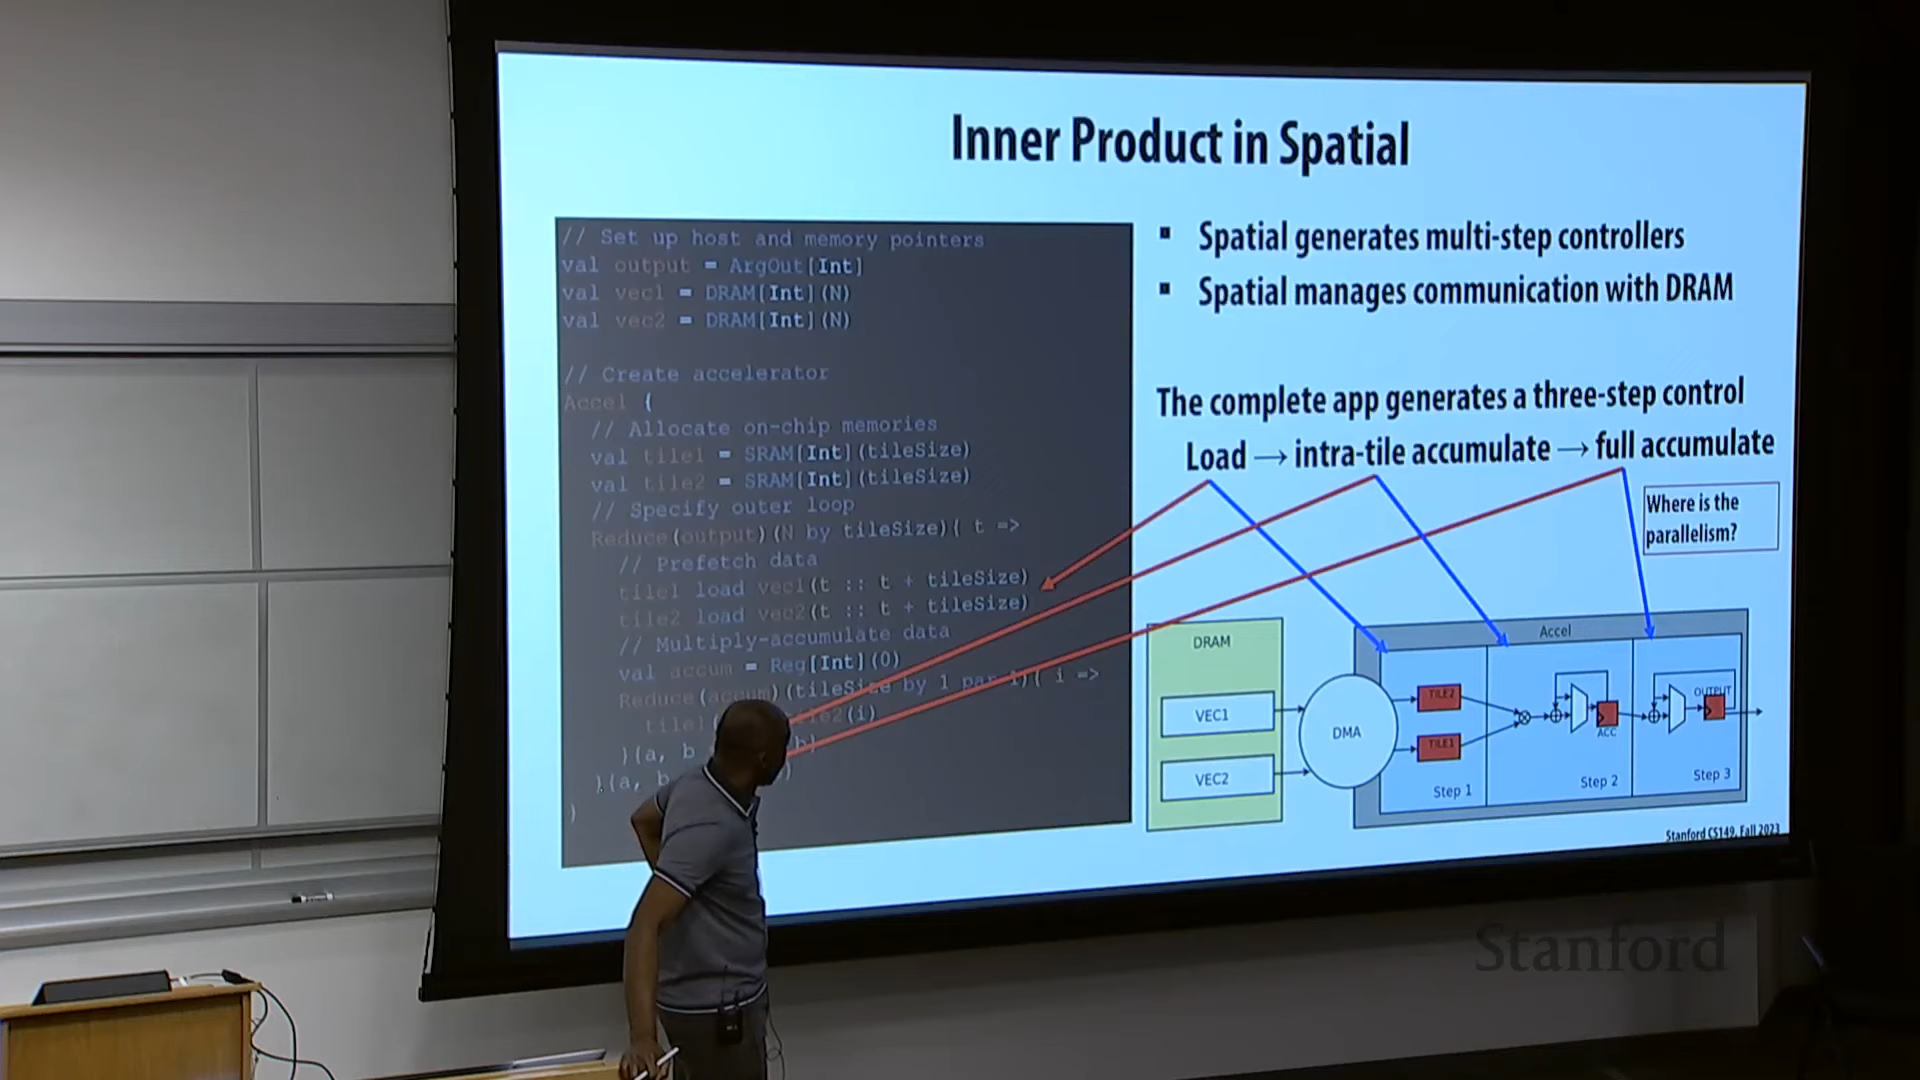 Inner Product in Spatial
// Set up host and memory pointers
val output = ArgOut[Int]
val vec1 = DRAM[Int](N)
val vec2 = DRAM[Int](N)
// Create accelerator
Accel {
// Allocate on-chip memories
val tile1 = SRAM[Int](tileSize)
val tile2 = SRAM[Int](tileSize)
// Specify outer loop
Reduce(output)(N by tileSize){ t =>
// Prefetch data
tile1 load vec1(t :: t + tileSize)
tile2 load vec2(t :: t + tileSize)
// Multiply-accumulate data
val accum = Reg[Int](0)
Reduce(accum)(tileSize by 1 par 1){ i =>
tile1 tile2(i)
}{a, b b}
}{a, b }
}
▪ Spatial generates multi-step controllers
▪ Spatial manages communication with DRAM
The complete app generates a three-step control
Load → intra-tile accumulate → full accumulate
Where is the
parallelism?
DRAM
VEC1
VEC2
DMA
Accel
TILE2
TILE1
Step 1
ACC
Step 2
OUTPUT
Step 3
Stanford CS149, Fall 2023
Stanford